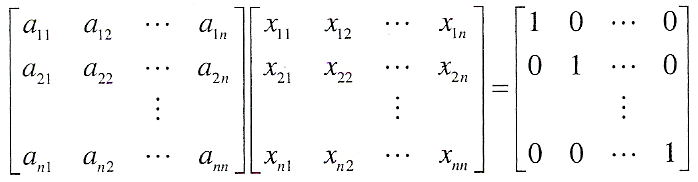 [a₁₁ a₁₂ ⋯ a₁ₙ] [x₁₁ x₁₂ ⋯ x₁ₙ] [1 0 ⋯ 0]
[a₂₁ a₂₂ ⋯ a₂ₙ] [x₂₁ x₂₂ ⋯ x₂ₙ] = [0 1 ⋯ 0]
⋮ ⋮ ⋮
[aₙ₁ aₙ₂ ⋯ aₙₙ] [xₙ₁ xₙ₂ ⋯ xₙₙ] [0 0 ⋯ 1]